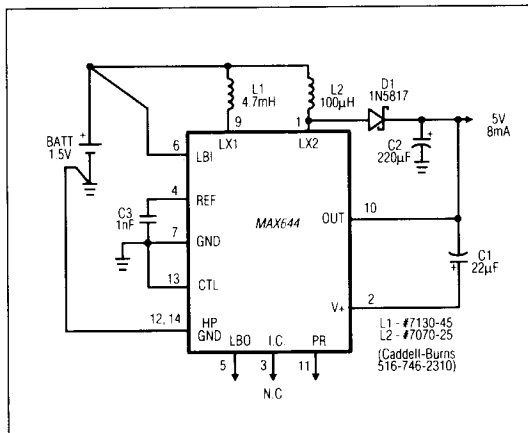 L1
4.7mH
L2
100µH
D1
1N5817
5V
8mA
BATT
1.5V
+
9
LX1
1
LX2
+
C2
220µF
6
LBI
4
REF
C3
1nF
7
GND
MAX644
OUT
10
13
CTL
C1
22µF
+
12, 14
HP
GND
V+
2
LBO
I.C.
PR
5
3
11
N.C
L1 - #7130-45
L2 - #7070-25
(Caddell-Burns
516-746-2310)